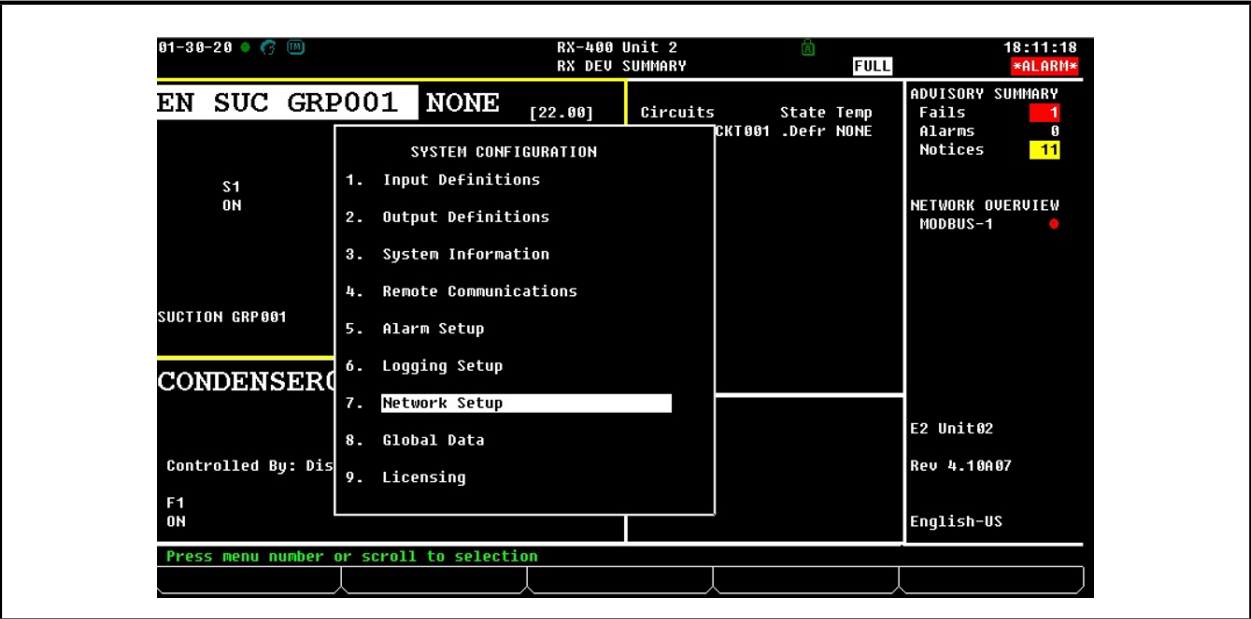 01-30-20 TM RX-400 Unit 2 A 18:11:18
RX DEV SUMMARY FULL *ALARM*
EN SUC GRP001 NONE [22.00]
S1
ON
SUCTION GRP001
CONDENSER
Controlled By: Dis
F1
ON
Circuits State Temp
CKT001 .Defr NONE
SYSTEM CONFIGURATION
1. Input Definitions
2. Output Definitions
3. System Information
4. Remote Communications
5. Alarm Setup
6. Logging Setup
7. Network Setup
8. Global Data
9. Licensing
ADVISORY SUMMARY
Fails 1
Alarms 0
Notices 11
NETWORK OVERVIEW
MODBUS-1
E2 Unit02
Rev 4.10A07
English-US
Press menu number or scroll to selection